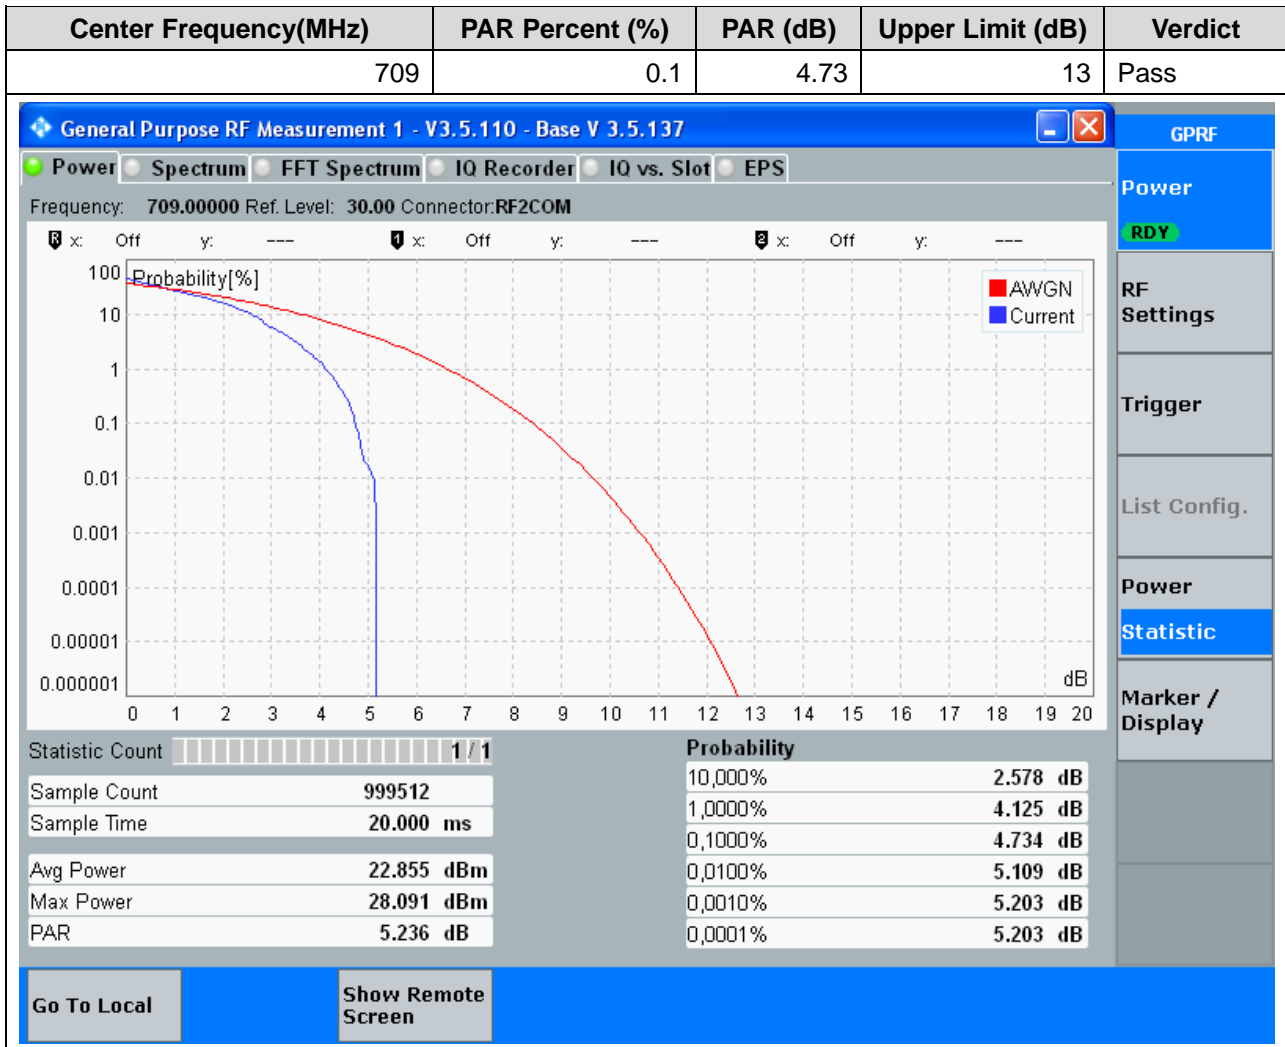 Center Frequency(MHz) PAR Percent (%) PAR (dB) Upper Limit (dB) Verdict
709 0.1 4.73 13 Pass
General Purpose RF Measurement 1 - V3.5.110 - Base V 3.5.137
GPRF
Power Spectrum FFT Spectrum IQ Recorder IQ vs. Slot EPS
Frequency: 709.00000 Ref. Level: 30.00 Connector:RF2COM
Power
RDY
R x: Off y: --- 1 x: Off y: --- 2 x: Off y: ---
Probability[%]
AWGN
Current
100
10
1
0.1
0.01
0.001
0.0001
0.00001
0.000001
dB
0 1 2 3 4 5 6 7 8 9 10 11 12 13 14 15 16 17 18 19 20
RF
Settings
Trigger
List Config.
Power
Statistic
Marker /
Display
Statistic Count 1 / 1
Sample Count 999512
Sample Time 20.000 ms
Avg Power 22.855 dBm
Max Power 28.091 dBm
PAR 5.236 dB
Probability
10,000% 2.578 dB
1,0000% 4.125 dB
0,1000% 4.734 dB
0,0100% 5.109 dB
0,0010% 5.203 dB
0,0001% 5.203 dB
Go To Local
Show Remote
Screen